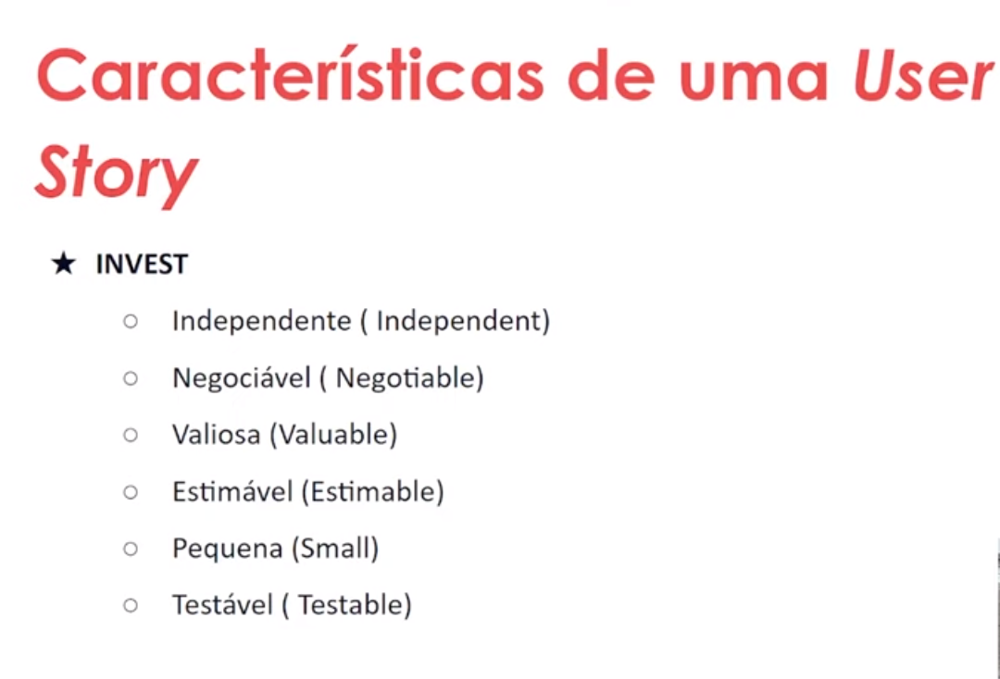 Características de uma User
Story
★ INVEST
○ Independente ( Independent)
○ Negociável ( Negotiable)
○ Valiosa (Valuable)
○ Estimável (Estimable)
○ Pequena (Small)
○ Testável ( Testable)